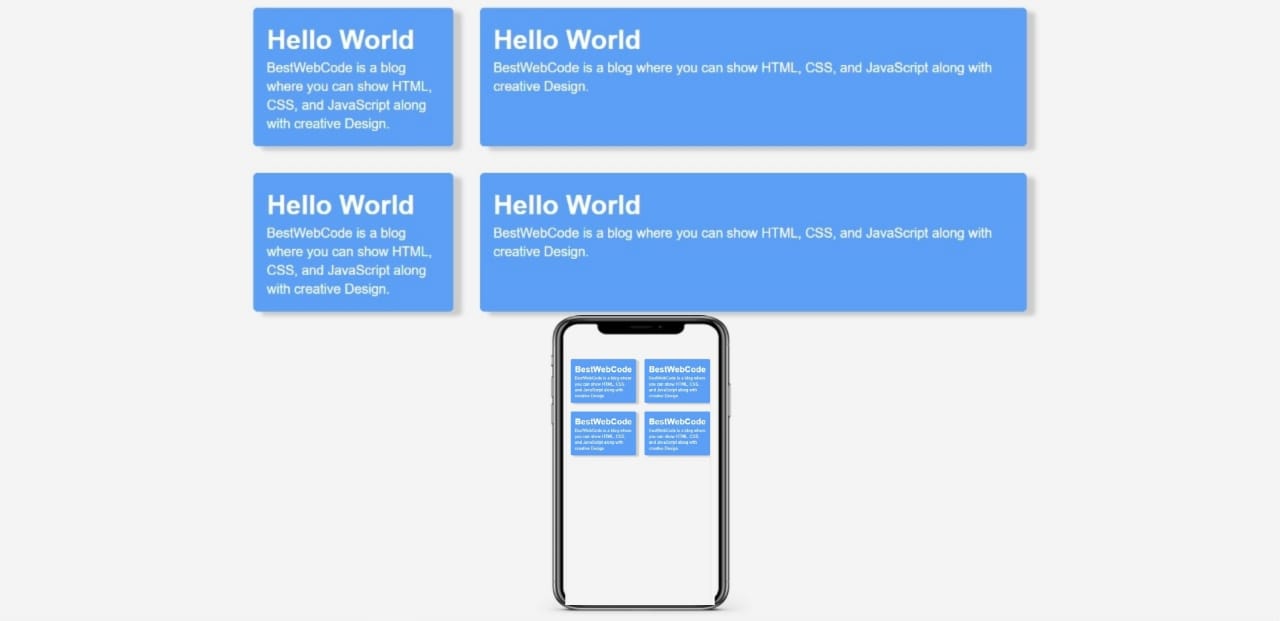 Hello World
BestWebCode is a blog
where you can show HTML,
CSS, and JavaScript along
with creative Design.
Hello World
BestWebCode is a blog where you can show HTML, CSS, and JavaScript along with
creative Design.
Hello World
BestWebCode is a blog
where you can show HTML,
CSS, and JavaScript along
with creative Design.
Hello World
BestWebCode is a blog where you can show HTML, CSS, and JavaScript along with
creative Design.
BestWebCode
BestWebCode is a blog where
you can show HTML, CSS,
and JavaScript along with
creative Design
BestWebCode
BestWebCode is a blog where
you can show HTML, CSS,
and JavaScript along with
creative Design
BestWebCode
BestWebCode is a blog where
you can show HTML, CSS,
and JavaScript along with
creative Design
BestWebCode
BestWebCode is a blog where
you can show HTML, CSS,
and JavaScript along with
creative Design